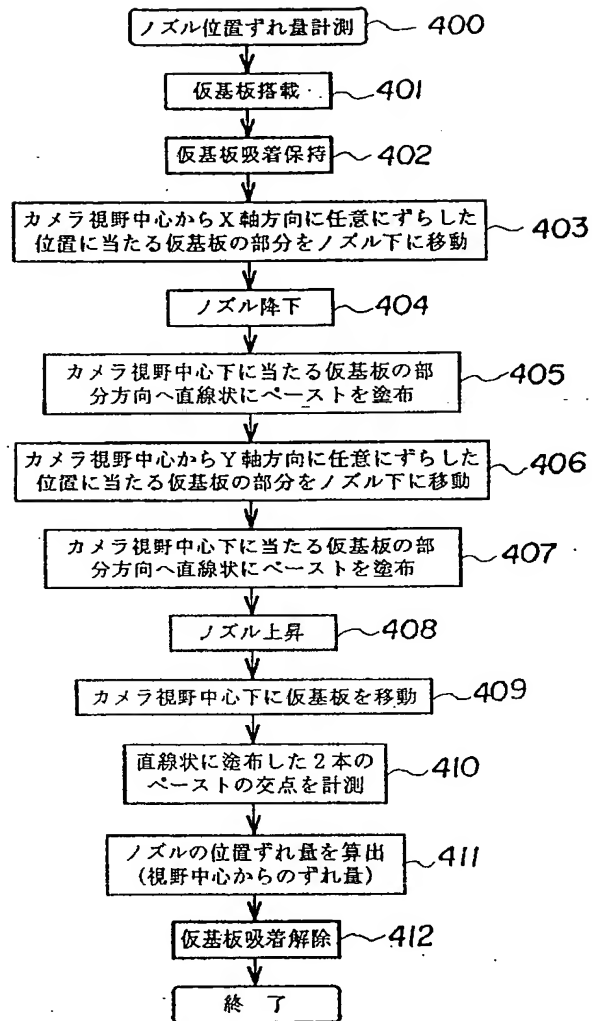 ノズル位置ずれ量計測 400
仮基板搭載 401
仮基板吸着保持 402
カメラ視野中心からX軸方向に任意にずらした
位置に当たる仮基板の部分をノズル下に移動 403
ノズル降下 404
カメラ視野中心下に当たる仮基板の部
分方向へ直線状にペーストを塗布 405
カメラ視野中心からY軸方向に任意にずらした
位置に当たる仮基板の部分をノズル下に移動 406
カメラ視野中心下に当たる仮基板の部
分方向へ直線状にペーストを塗布 407
ノズル上昇 408
カメラ視野中心下に仮基板を移動 409
直線状に塗布した2本の
ペーストの交点を計測 410
ノズルの位置ずれ量を算出
(視野中心からのずれ量) 411
仮基板吸着解除 412
終了